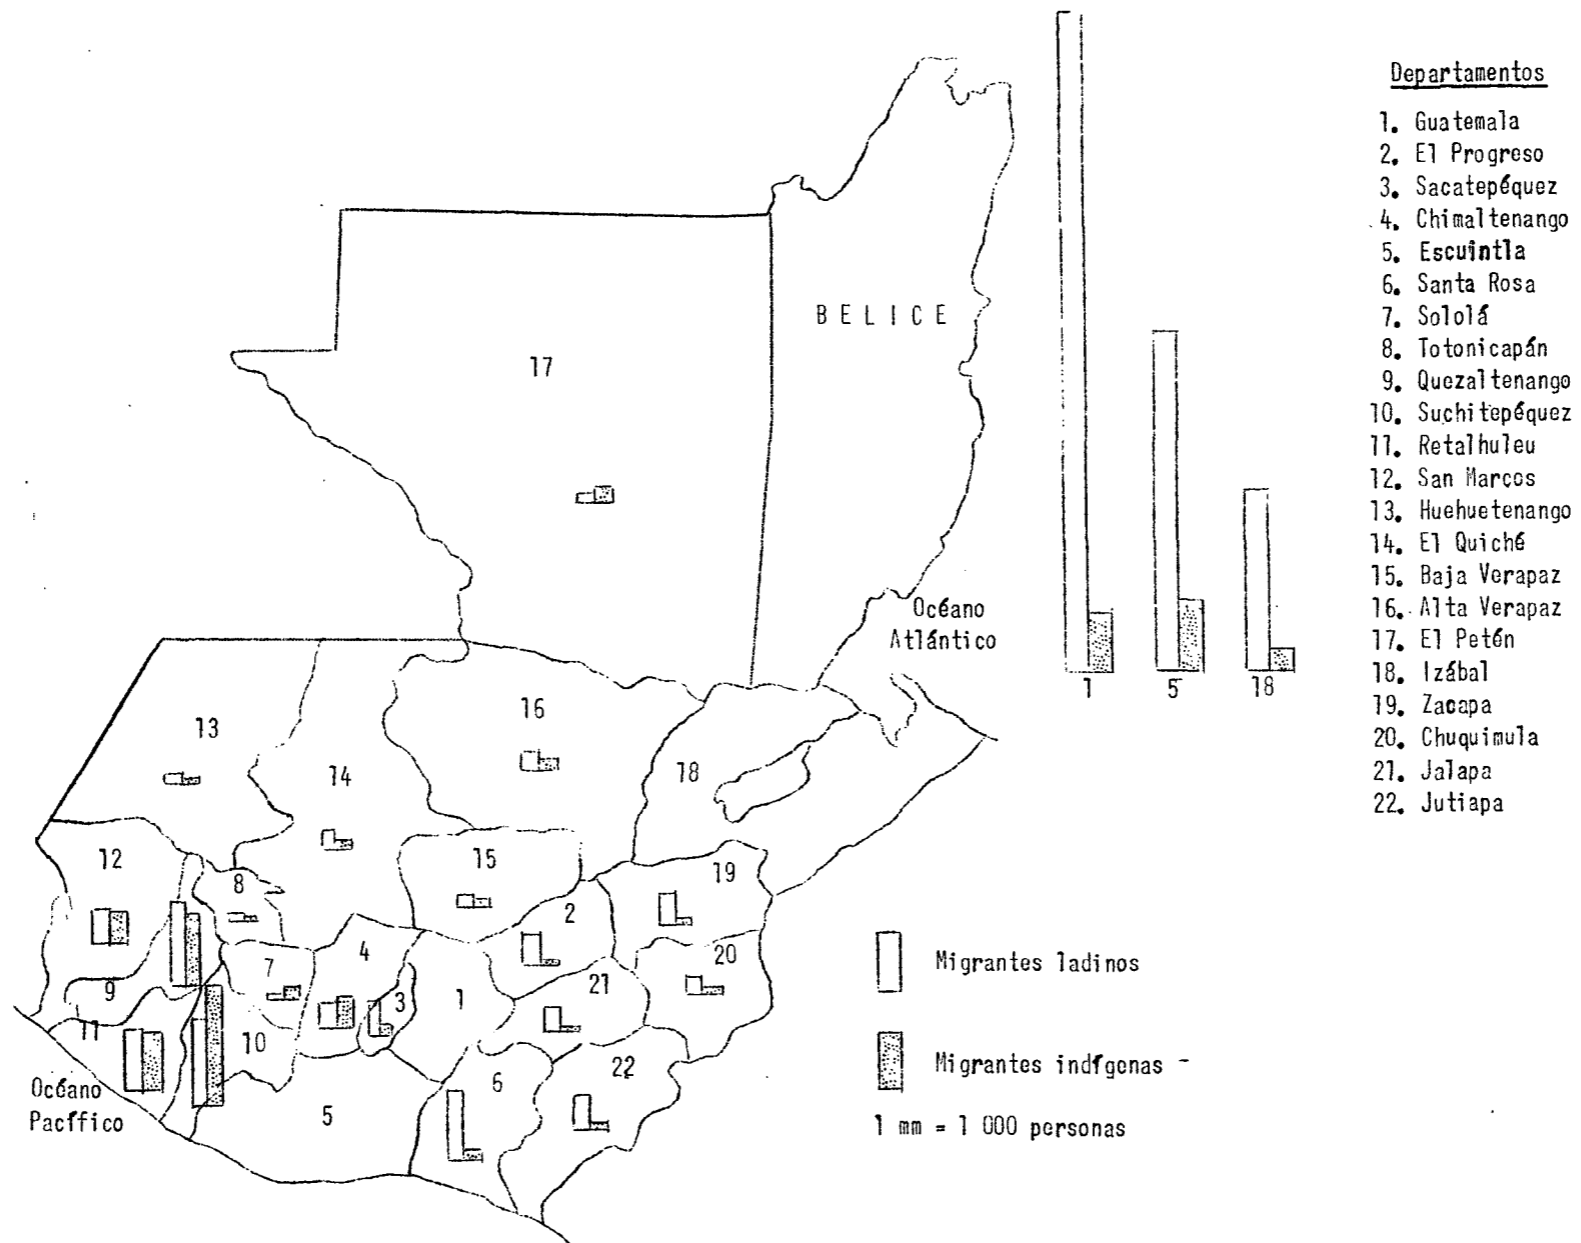 17
BELICE
Océano
Atlántico
1
5
18
13
16
14
18
12
15
19
8
2
4
20
7
9
3
1
21
11
10
22
6
5
Océano
Pacífico
Departamentos
1. Guatemala
2. El Progreso
3. Sacatepéquez
4. Chimaltenango
5. Escuintla
6. Santa Rosa
7. Sololá
8. Totonicapán
9. Quezaltenango
10. Suchitepéquez
11. Retalhuleu
12. San Marcos
13. Huehuetenango
14. El Quiché
15. Baja Verapaz
16. Alta Verapaz
17. El Petén
18. Izábal
19. Zacapa
20. Chuquimula
21. Jalapa
22. Jutiapa
Migrantes ladinos
Migrantes indígenas
1 mm = 1 000 personas